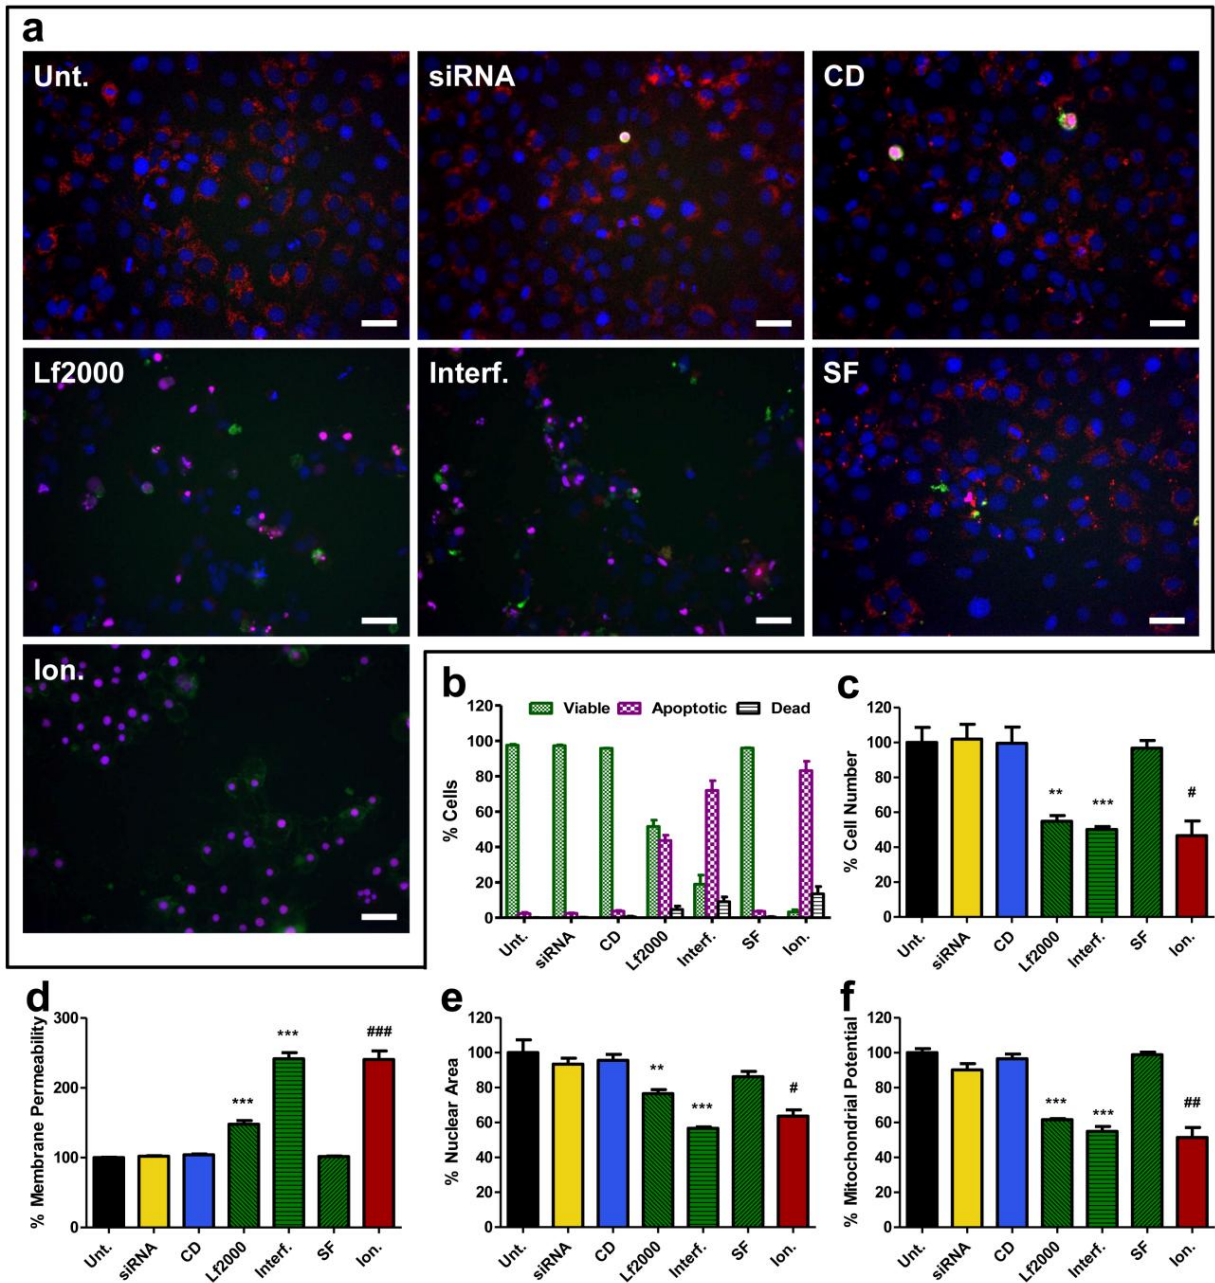 a
Unt.
siRNA
CD
Lf2000
Interf.
SF
Ion.
b
120
100
80
60
40
20
0
% Cells
Viable
Apoptotic
Dead
Unt.
siRNA
CD
Lf2000
Interf.
SF
Ion.
c
120
100
80
60
40
20
0
% Cell Number
**
***
#
Unt.
siRNA
CD
Lf2000
Interf.
SF
Ion.
d
300
200
100
0
% Membrane Permeability
***
***
###
Unt.
siRNA
CD
Lf2000
Interf.
SF
Ion.
e
120
100
80
60
40
20
0
% Nuclear Area
**
***
#
Unt.
siRNA
CD
Lf2000
Interf.
SF
Ion.
f
120
100
80
60
40
20
0
% Mitochondrial Potential
***
***
##
Unt.
siRNA
CD
Lf2000
Interf.
SF
Ion.